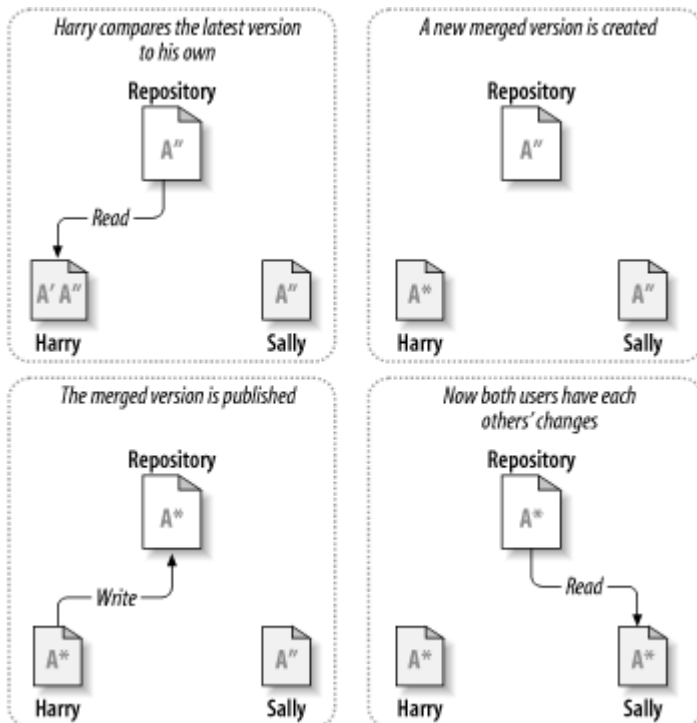 Harry compares the latest version
to his own
Repository
A″
Read
A′ A″
A″
Harry
Sally
A new merged version is created
Repository
A″
A*
A″
Harry
Sally
The merged version is published
Repository
A*
Write
A*
A″
Harry
Sally
Now both users have each
others’ changes
Repository
A*
Read
A*
A*
Harry
Sally